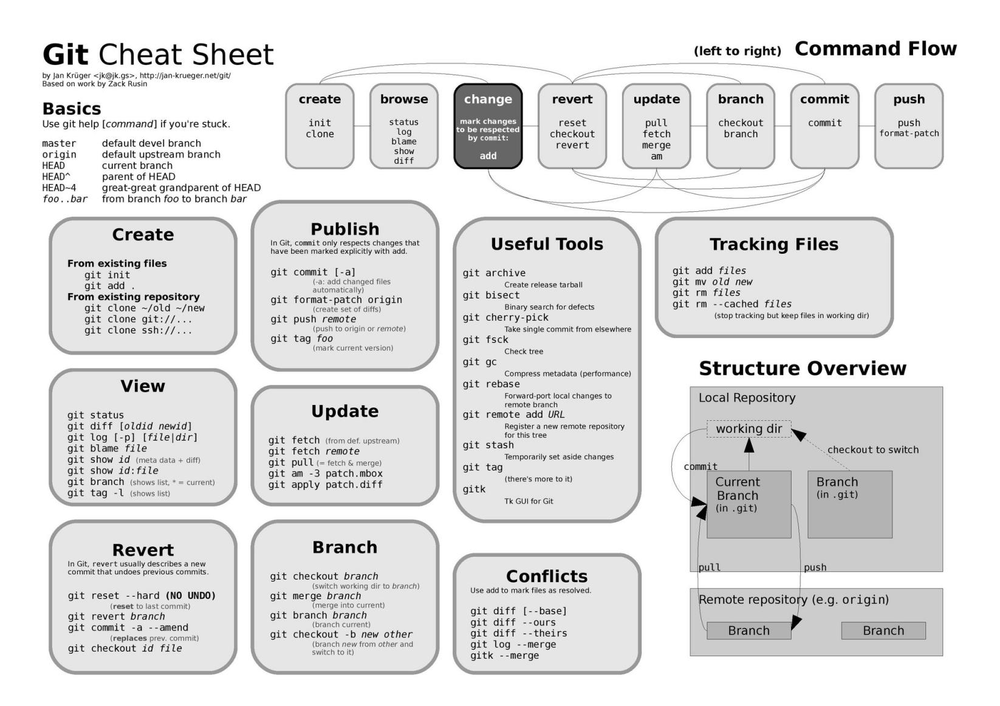 Git Cheat Sheet
by Jan Krüger <jk@jk.gs>, http://jan-krueger.net/git/
Based on work by Zack Rusin
(left to right) Command Flow
Basics
Use git help [command] if you're stuck.
master default devel branch
origin default upstream branch
HEAD current branch
HEAD^ parent of HEAD
HEAD~4 great-great grandparent of HEAD
foo..bar from branch foo to branch bar
create
init
clone
browse
status
log
blame
show
diff
change
mark changes
to be respected
by commit:
add
revert
reset
checkout
revert
update
pull
fetch
merge
am
branch
checkout
branch
commit
commit
push
push
format-patch
Create
From existing files
git init
git add .
From existing repository
git clone ~/old ~/new
git clone git://...
git clone ssh://...
View
git status
git diff [oldid newid]
git log [-p] [file|dir]
git blame file
git show id (meta data + diff)
git show id:file
git branch (shows list, * = current)
git tag -l (shows list)
Revert
In Git, revert usually describes a new
commit that undoes previous commits.
git reset --hard (NO UNDO)
(reset to last commit)
git revert branch
git commit -a --amend
(replaces prev. commit)
git checkout id file
Publish
In Git, commit only respects changes that
have been marked explicitly with add.
git commit [-a]
(-a: add changed files
automatically)
git format-patch origin
(create set of diffs)
git push remote
(push to origin or remote)
git tag foo
(mark current version)
Update
git fetch (from def. upstream)
git fetch remote
git pull (= fetch & merge)
git am -3 patch.mbox
git apply patch.diff
Branch
git checkout branch
(switch working dir to branch)
git merge branch
(merge into current)
git branch branch
(branch current)
git checkout -b new other
(branch new from other and
switch to it)
Useful Tools
git archive
Create release tarball
git bisect
Binary search for defects
git cherry-pick
Take single commit from elsewhere
git fsck
Check tree
git gc
Compress metadata (performance)
git rebase
Forward-port local changes to
remote branch
git remote add URL
Register a new remote repository
for this tree
git stash
Temporarily set aside changes
git tag
(there's more to it)
gitk
Tk GUI for Git
Conflicts
Use add to mark files as resolved.
git diff [--base]
git diff --ours
git diff --theirs
git log --merge
gitk --merge
Tracking Files
git add files
git mv old new
git rm files
git rm --cached files
(stop tracking but keep files in working dir)
Structure Overview
Local Repository
working dir
checkout to switch
commit
Current
Branch
(in .git)
Branch
(in .git)
pull
push
Remote repository (e.g. origin)
Branch
Branch